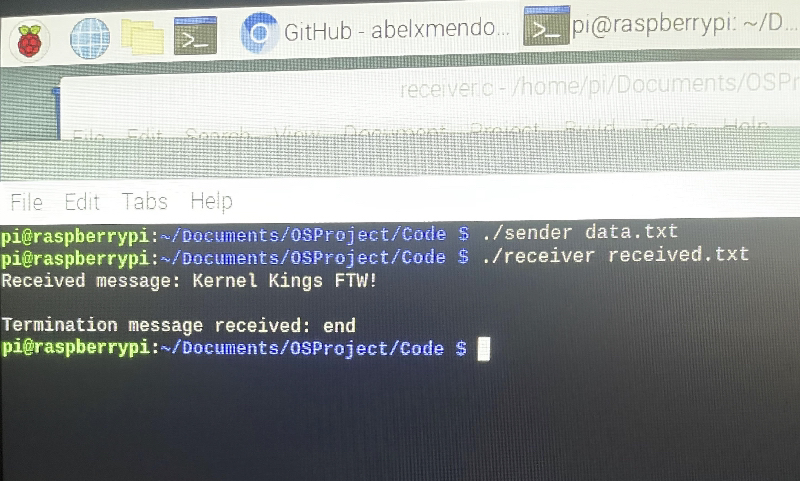 GitHub - abelxmendo...
pi@raspberrypi: ~/D...
receiver.c - /home/pi/Documents/OSPr
File Edit Search View Document Project Build Tools Help
File Edit Tabs Help
pi@raspberrypi:~/Documents/OSProject/Code $ ./sender data.txt
pi@raspberrypi:~/Documents/OSProject/Code $ ./receiver received.txt
Received message: Kernel Kings FTW!
Termination message received: end
pi@raspberrypi:~/Documents/OSProject/Code $